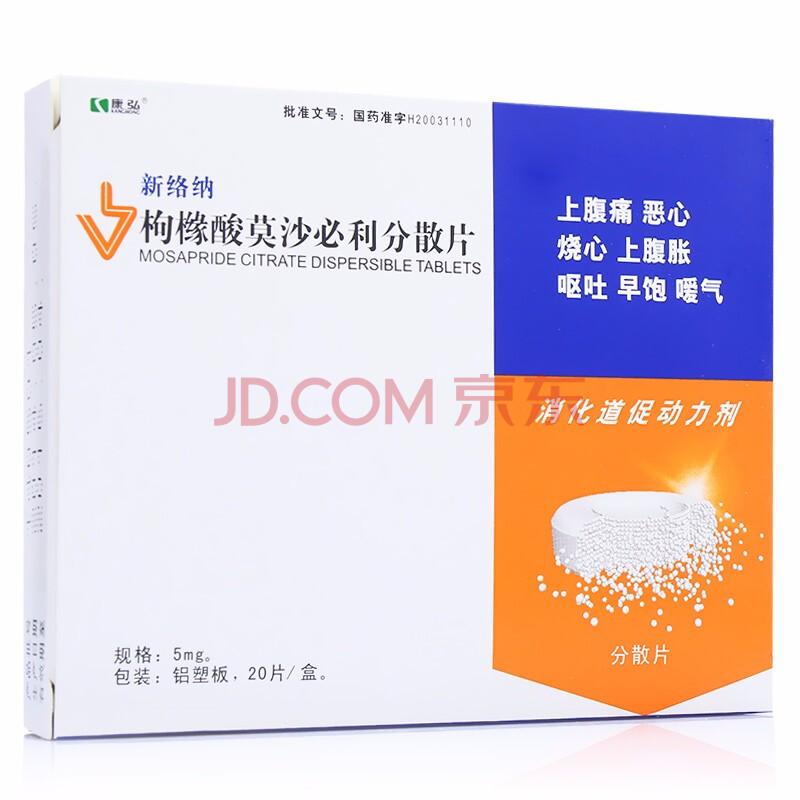 康弘®
KANGHONG
批准文号：国药准字H20031110
新络纳
枸橼酸莫沙必利分散片
MOSAPRIDE CITRATE DISPERSIBLE TABLETS
上腹痛 恶心
烧心 上腹胀
呕吐 早饱 嗳气
JD.COM 京东
消化道促动力剂
分散片
规格：5mg。
包装：铝塑板，20片/盒。